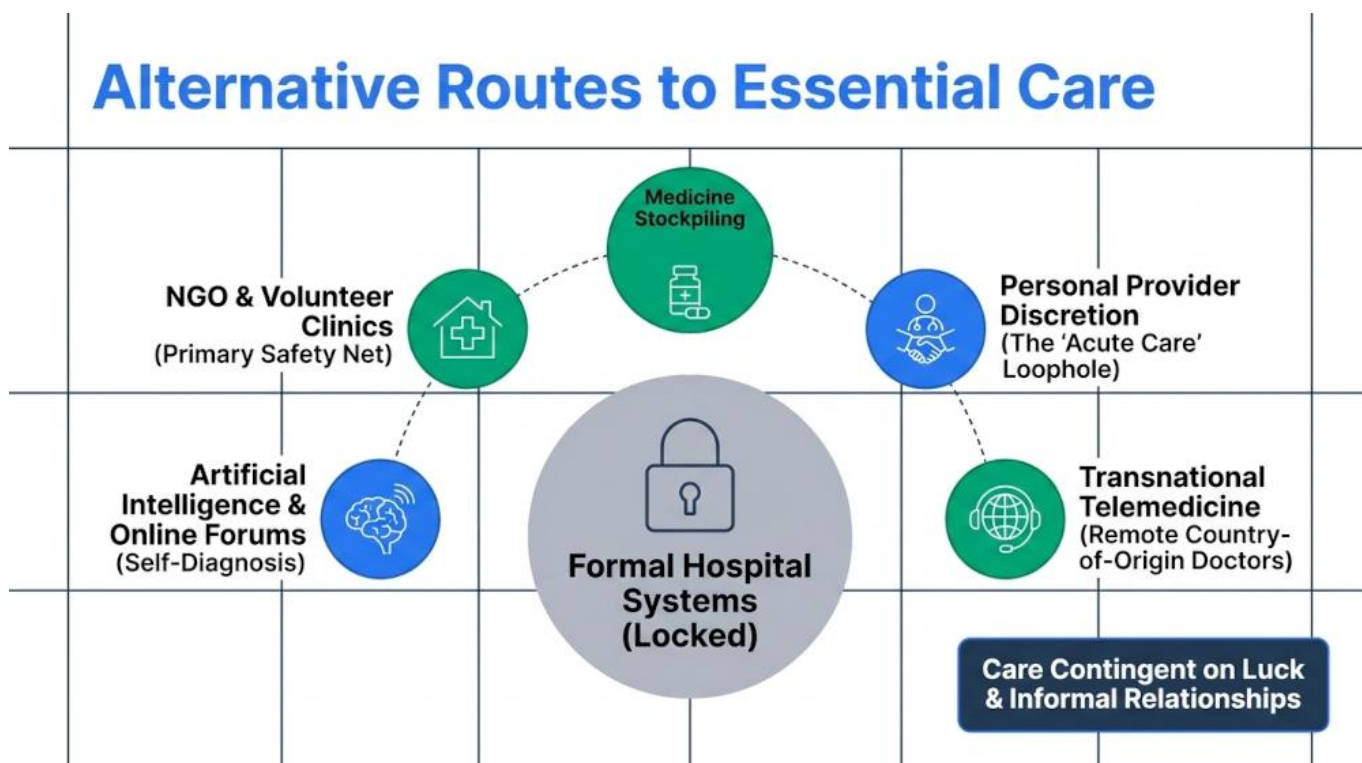 Alternative Routes to Essential Care
Medicine
Stockpiling
NGO & Volunteer
Clinics
(Primary Safety Net)
Personal Provider
Discretion
(The ‘Acute Care’
Loophole)
Artificial
Intelligence &
Online Forums
(Self-Diagnosis)
Formal Hospital
Systems
(Locked)
Transnational
Telemedicine
(Remote Country-
of-Origin Doctors)
Care Contingent on Luck
& Informal Relationships